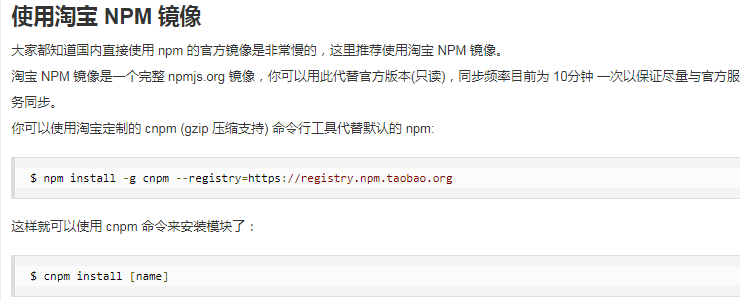 使用淘宝 NPM 镜像
大家都知道国内直接使用 npm 的官方镜像是非常慢的，这里推荐使用淘宝 NPM 镜像。
淘宝 NPM 镜像是一个完整 npmjs.org 镜像，你可以用此代替官方版本(只读)，同步频率目前为 10分钟 一次以保证尽量与官方服
务同步。
你可以使用淘宝定制的 cnpm (gzip 压缩支持) 命令行工具代替默认的 npm:
$ npm install -g cnpm --registry=https://registry.npm.taobao.org
这样就可以使用 cnpm 命令来安装模块了：
$ cnpm install [name]